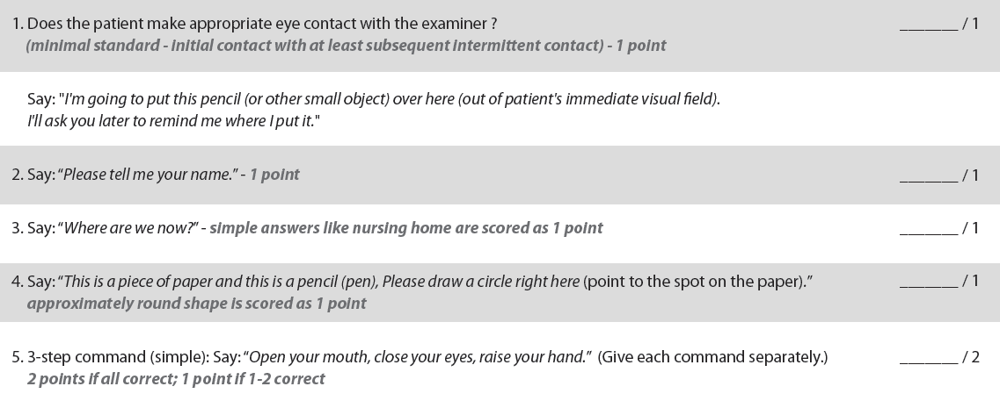 1. Does the patient make appropriate eye contact with the examiner ? _______ / 1
(minimal standard - initial contact with at least subsequent intermittent contact) - 1 point
Say: "I'm going to put this pencil (or other small object) over here (out of patient's immediate visual field).
I'll ask you later to remind me where I put it."
2. Say: “Please tell me your name.” - 1 point _______ / 1
3. Say: “Where are we now?” - simple answers like nursing home are scored as 1 point _______ / 1
4. Say: “This is a piece of paper and this is a pencil (pen), Please draw a circle right here (point to the spot on the paper).” _______ / 1
approximately round shape is scored as 1 point
5. 3-step command (simple): Say: “Open your mouth, close your eyes, raise your hand.” (Give each command separately.) _______ / 2
2 points if all correct; 1 point if 1-2 correct